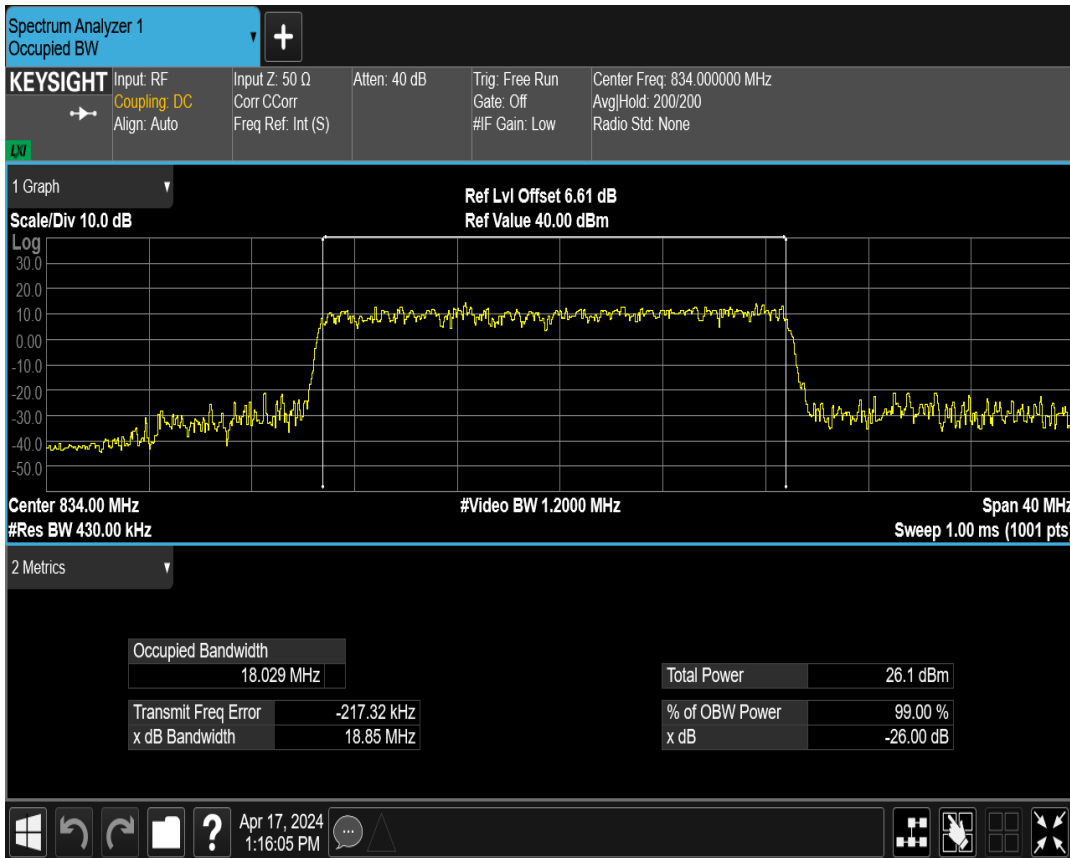 Spectrum Analyzer 1
Occupied BW
+
KEYSIGHT
LXI
Input: RF
Coupling: DC
Align: Auto
Input Z: 50 Ω
Corr CCorr
Freq Ref: Int (S)
Atten: 40 dB
Trig: Free Run
Gate: Off
#IF Gain: Low
Center Freq: 834.000000 MHz
Avg|Hold: 200/200
Radio Std: None
1 Graph
Ref Lvl Offset 6.61 dB
Scale/Div 10.0 dB
Ref Value 40.00 dBm
Log
30.0
20.0
10.0
0.00
-10.0
-20.0
-30.0
-40.0
-50.0
Center 834.00 MHz
#Video BW 1.2000 MHz
Span 40 MHz
#Res BW 430.00 kHz
Sweep 1.00 ms (1001 pts)
2 Metrics
Occupied Bandwidth
18.029 MHz
Total Power 26.1 dBm
Transmit Freq Error -217.32 kHz
% of OBW Power 99.00 %
x dB Bandwidth 18.85 MHz
x dB -26.00 dB
?
Apr 17, 2024
1:16:05 PM